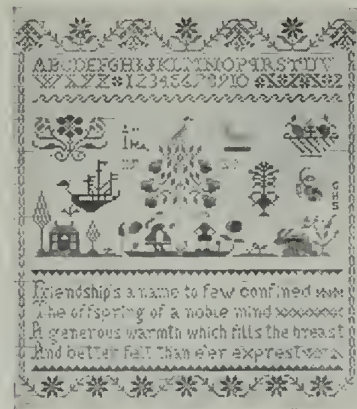 ABCDEFGHIJKLMNOPQRSTUV
WXYZ 12345678910
CHS
Friendship's a name to few confined
The offspring of a noble mind
A generous warmth which fills the breast
And better felt than e'er exprest